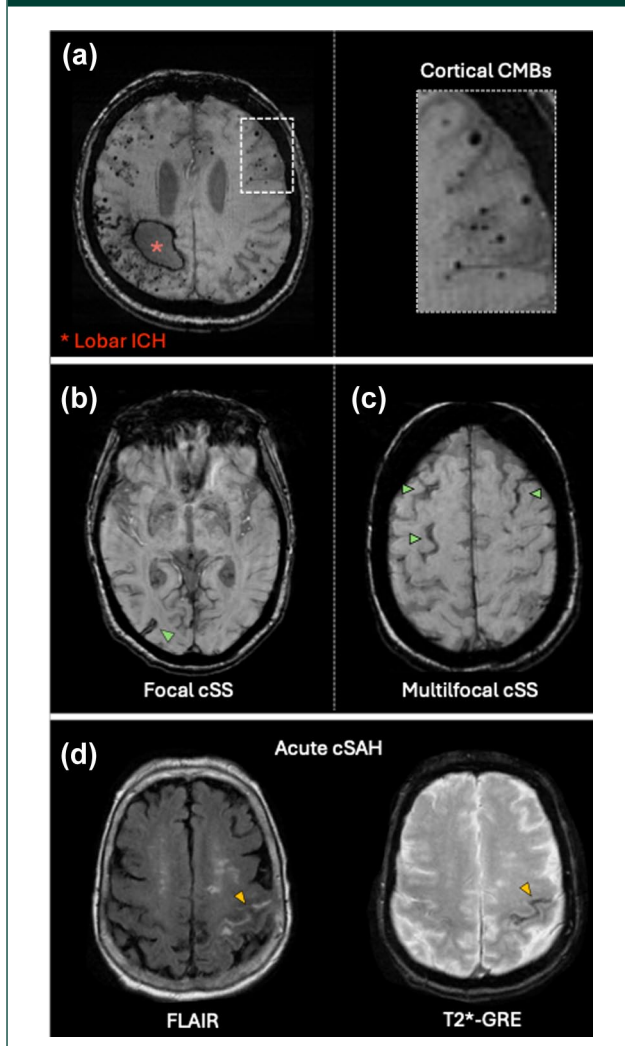 (a)
Cortical CMBs
*
* Lobar ICH
(b)
(c)
Focal cSS
Multilfocal cSS
(d)
Acute cSAH
FLAIR
T2*-GRE